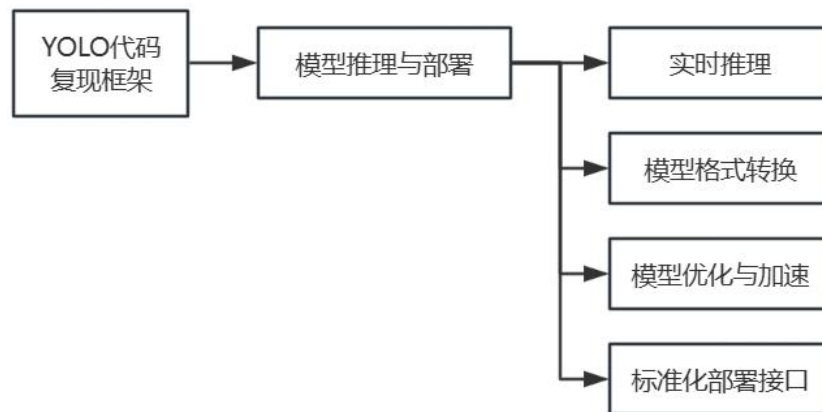 YOLO代码
复现框架
模型推理与部署
实时推理
模型格式转换
模型优化与加速
标准化部署接口